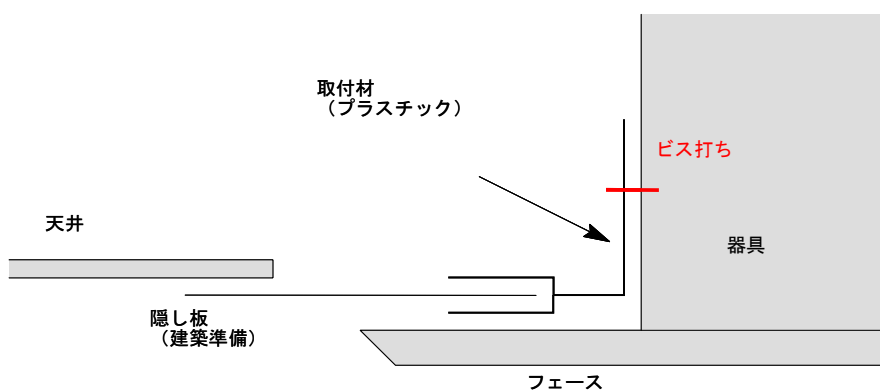 取付材
（プラスチック）
ビス打ち
天井
器具
隠し板
（建築準備）
フェース